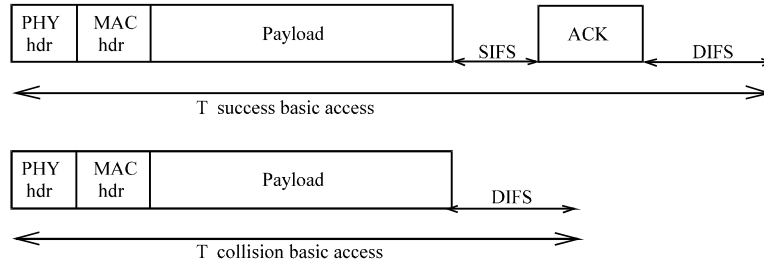 PHY hdr
MAC hdr
Payload
SIFS
ACK
DIFS
T success basic access
PHY hdr
MAC hdr
Payload
DIFS
T collision basic access